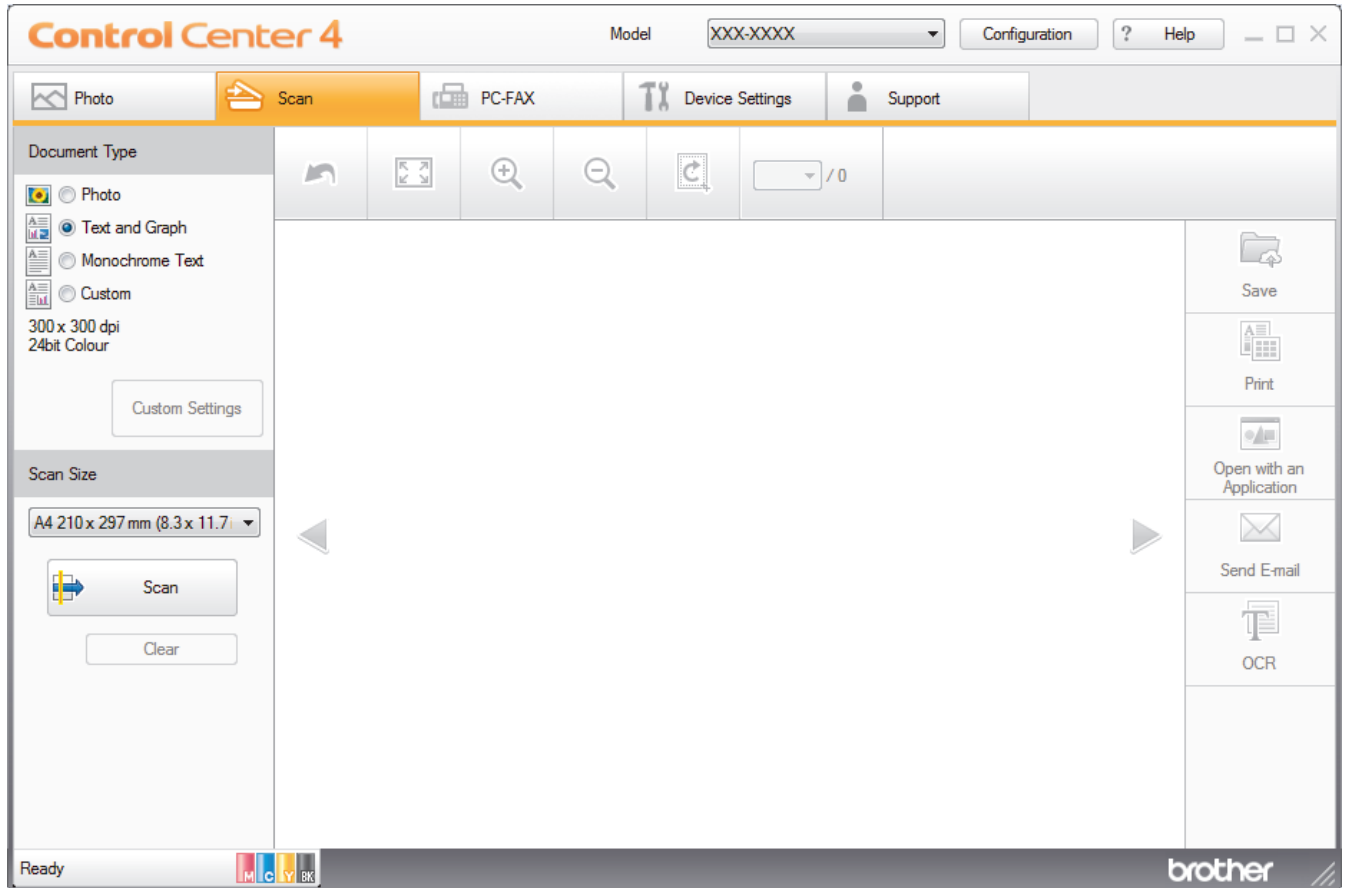 Control Center 4
Model XXX-XXXX Configuration ? Help
Photo Scan PC-FAX Device Settings Support
Document Type
Photo
Text and Graph
Monochrome Text
Custom
300 x 300 dpi
24bit Colour
Custom Settings
Scan Size
A4 210 x 297 mm (8.3 x 11.7
Scan
Clear
/ 0
Save
Print
Open with an
Application
Send E-mail
OCR
Ready M C Y BK
brother